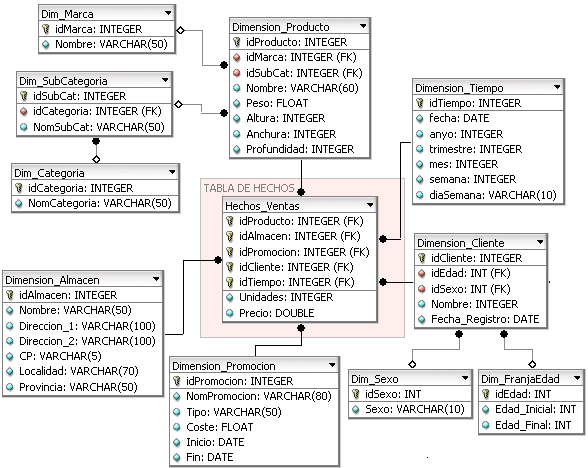 Dim_Marca
idMarca: INTEGER
Nombre: VARCHAR(50)
Dimension_Producto
idProducto: INTEGER
idMarca: INTEGER (FK)
idSubCat: INTEGER (FK)
Nombre: VARCHAR(60)
Peso: FLOAT
Altura: INTEGER
Anchura: INTEGER
Profundidad: INTEGER
Dim_SubCategoria
idSubCat: INTEGER
idCategoria: INTEGER (FK)
NomSubCat: VARCHAR(50)
Dim_Categoria
idCategoria: INTEGER
NomCategoria: VARCHAR(50)
Dimension_Tiempo
idTiempo: INTEGER
fecha: DATE
anyo: INTEGER
trimestre: INTEGER
mes: INTEGER
semana: INTEGER
diaSemana: VARCHAR(10)
TABLA DE HECHOS
Hechos_Ventas
idProducto: INTEGER (FK)
idAlmacen: INTEGER (FK)
idPromocion: INTEGER (FK)
idCliente: INTEGER (FK)
idTiempo: INTEGER (FK)
Unidades: INTEGER
Precio: DOUBLE
Dimension_Cliente
idCliente: INTEGER
idEdad: INT (FK)
idSexo: INT (FK)
Nombre: INTEGER
Fecha_Registro: DATE
Dimension_Almacen
idAlmacen: INTEGER
Nombre: VARCHAR(50)
Direccion_1: VARCHAR(100)
Direccion_2: VARCHAR(100)
CP: VARCHAR(5)
Localidad: VARCHAR(70)
Provincia: VARCHAR(50)
Dimension_Promocion
idPromocion: INTEGER
NomPromocion: VARCHAR(80)
Tipo: VARCHAR(50)
Coste: FLOAT
Inicio: DATE
Fin: DATE
Dim_Sexo
idSexo: INT
Sexo: VARCHAR(10)
Dim_FranjaEdad
idEdad: INT
Edad_Inicial: INT
Edad_Final: INT